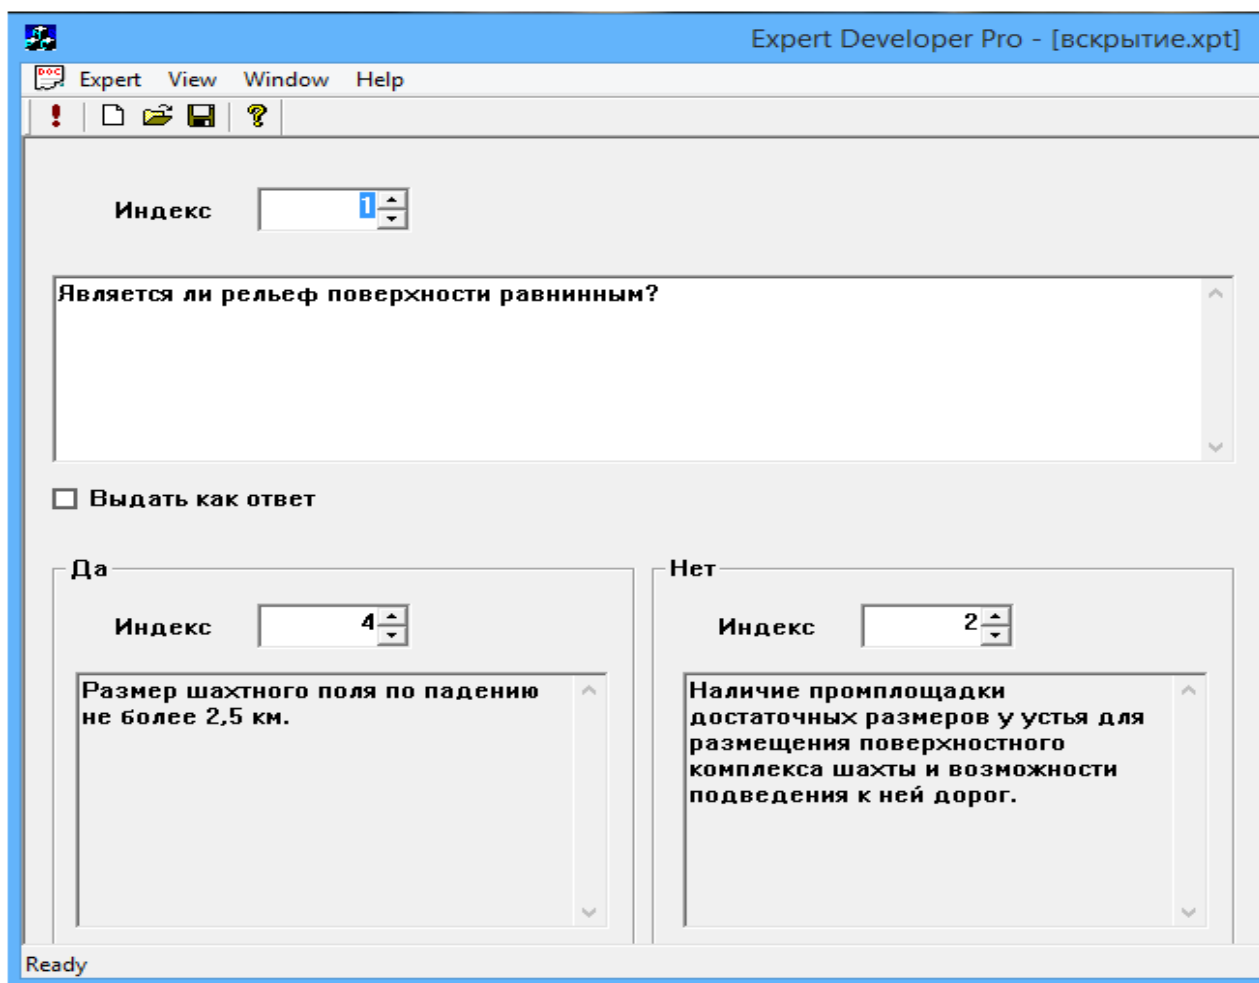 Expert Developer Pro - [вскрытие.xpt]
DOC
Expert View Window Help
Индекс 1
Является ли рельеф поверхности равнинным?
Выдать как ответ
Да
Индекс 4
Размер шахтного поля по падению
не более 2,5 км.
Нет
Индекс 2
Наличие промплощадки
достаточных размеров у устья для
размещения поверхностного
комплекса шахты и возможности
подведения к ней дорог.
Ready